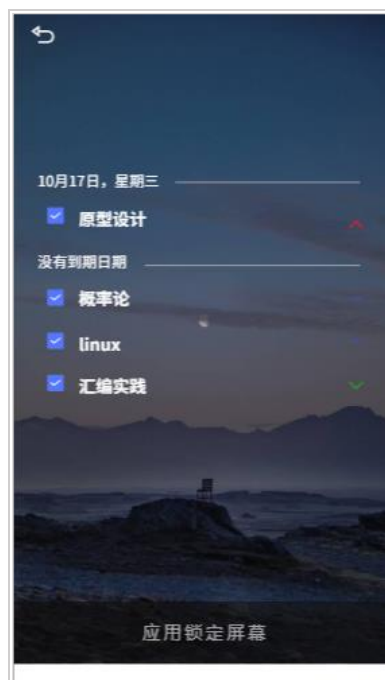 10月17日，星期三
原型设计
没有到期日期
概率论
linux
汇编实践
应用锁定屏幕